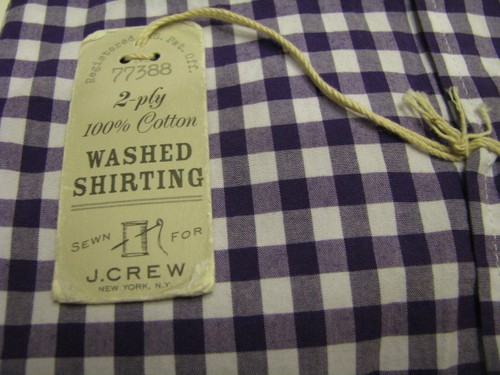 Registered U.S. Pat. Off.
77388
2-ply
100% Cotton
WASHED
SHIRTING
SEWN FOR
J.CREW
NEW YORK, N.Y.